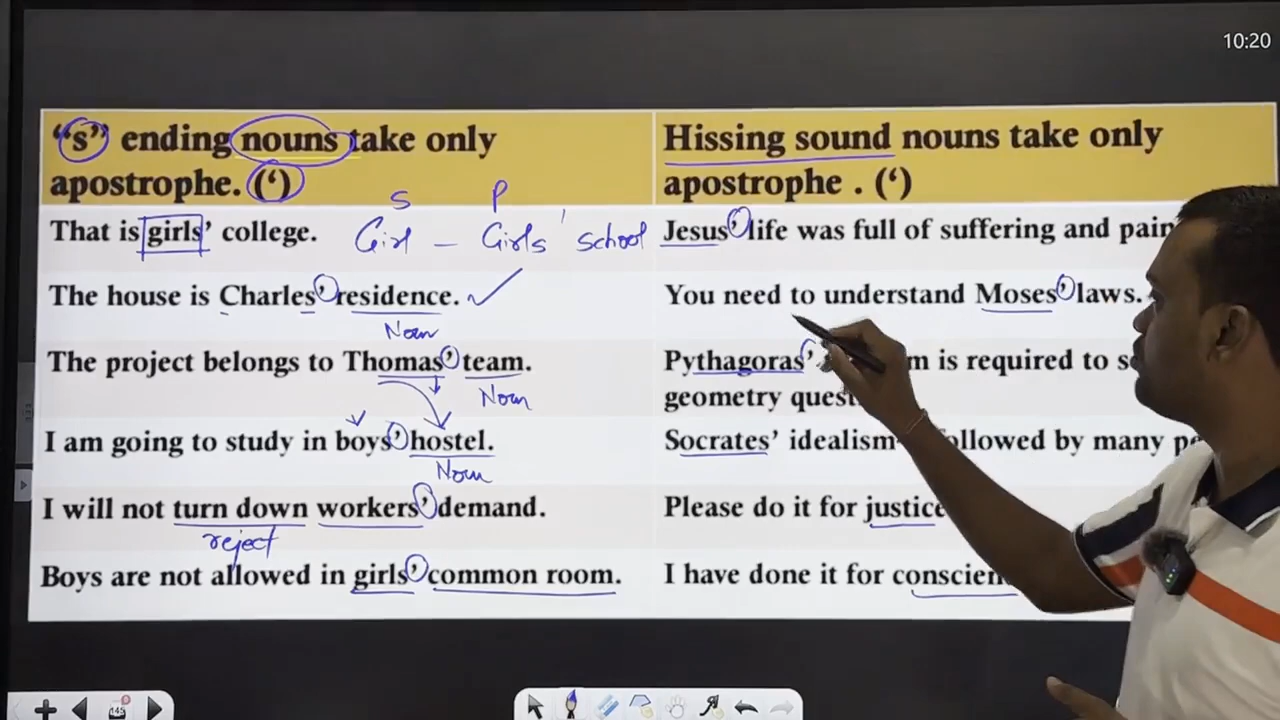 10:20
“s” ending nouns take only
apostrophe. (‘)
Hissing sound nouns take only
apostrophe . (‘)
S P
That is girls’ college.
Girl – Girls' school
Jesus’ life was full of suffering and pain
The house is Charles’ residence.
Noun
You need to understand Moses’ laws.
The project belongs to Thomas’ team.
Noun
Pythagoras’ is required to
geometry
I am going to study in boys’ hostel.
Noun
Socrates’ idealism followed by many
I will not turn down workers’ demand.
reject
Please do it for justice
Boys are not allowed in girls’ common room.
I have done it for
145